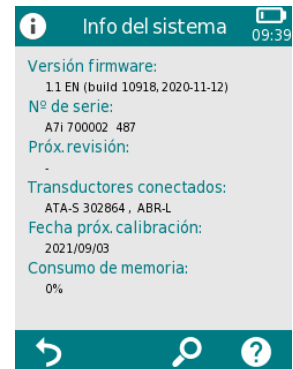 i Info del sistema
09:39
Versión firmware:
1.1 EN (build 10918, 2020-11-12)
Nº de serie:
A7i 700002 487
Próx. revisión:
-
Transductores conectados:
ATA-S 302864 , ABR-L
Fecha próx. calibración:
2021/09/03
Consumo de memoria:
0%
?